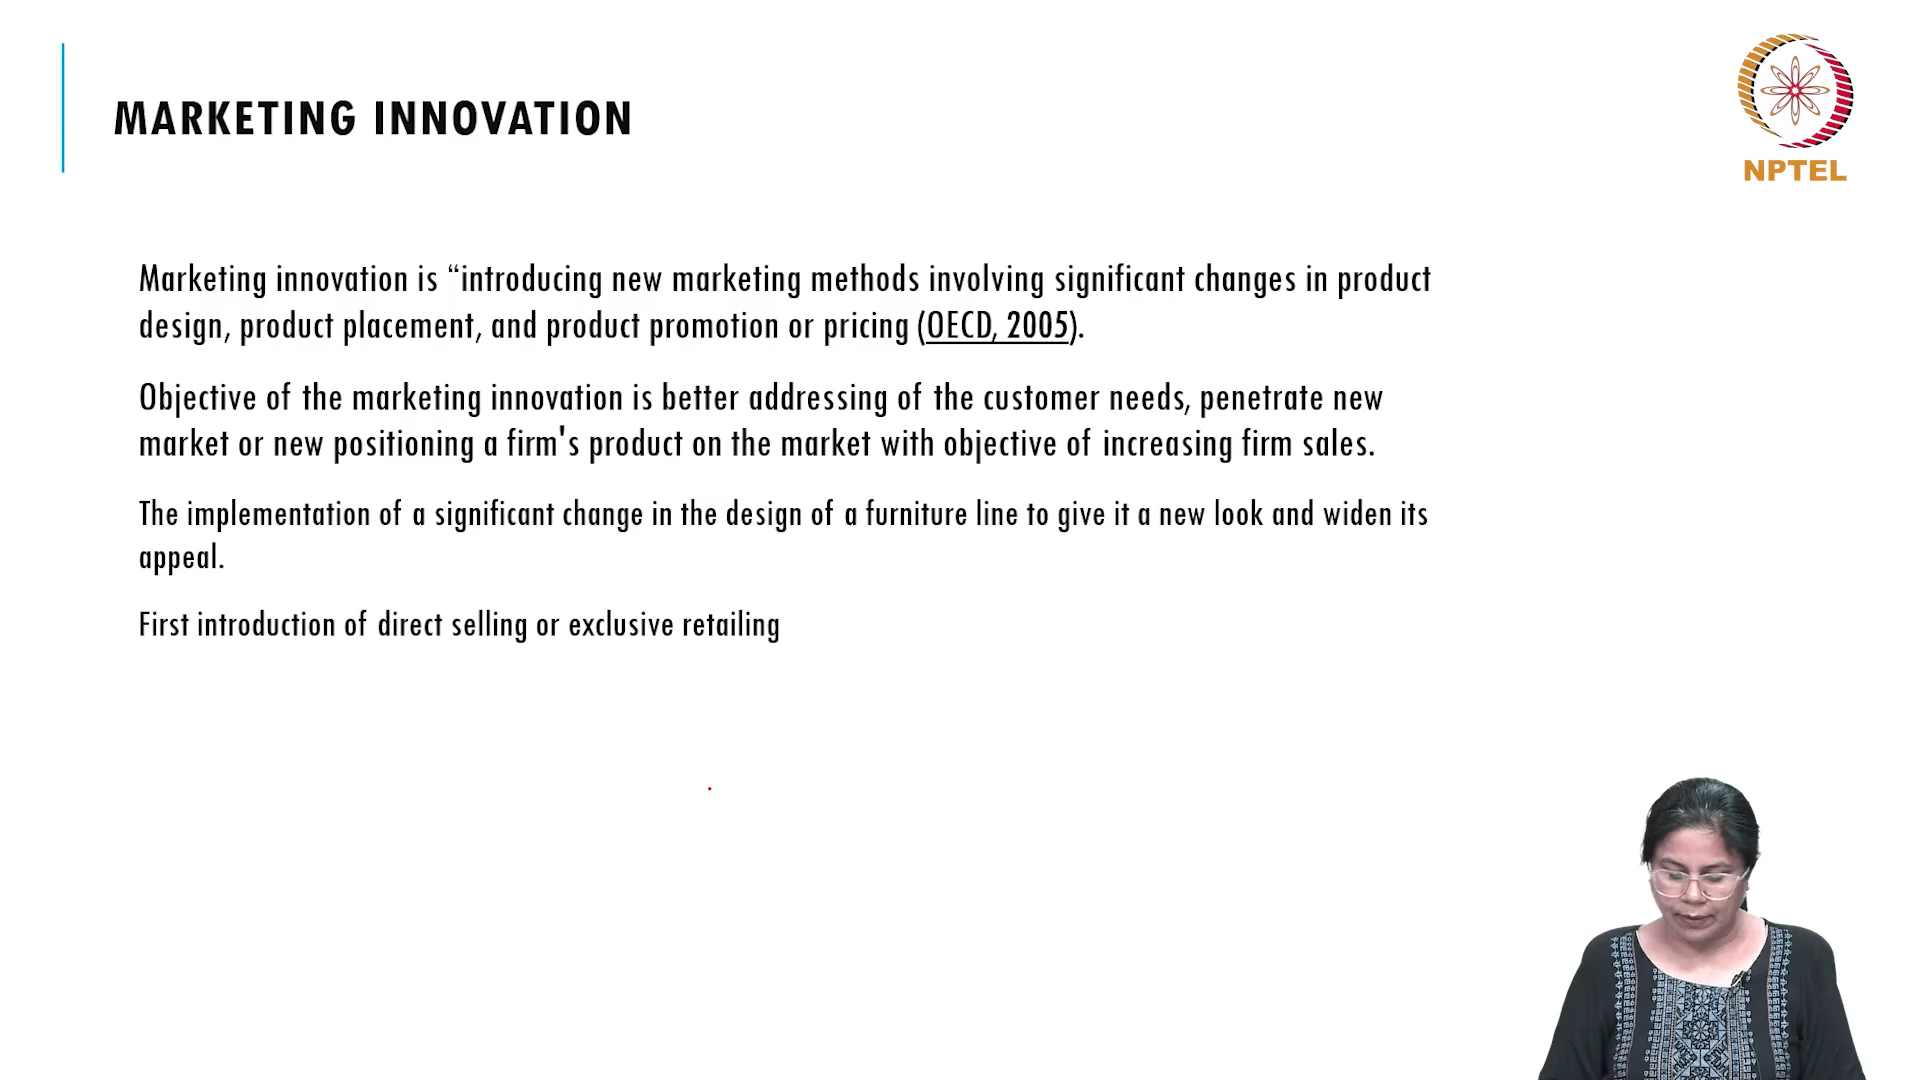 MARKETING INNOVATION
NPTEL
Marketing innovation is “introducing new marketing methods involving significant changes in product
design, product placement, and product promotion or pricing (OECD, 2005).
Objective of the marketing innovation is better addressing of the customer needs, penetrate new
market or new positioning a firm's product on the market with objective of increasing firm sales.
The implementation of a significant change in the design of a furniture line to give it a new look and widen its
appeal.
First introduction of direct selling or exclusive retailing